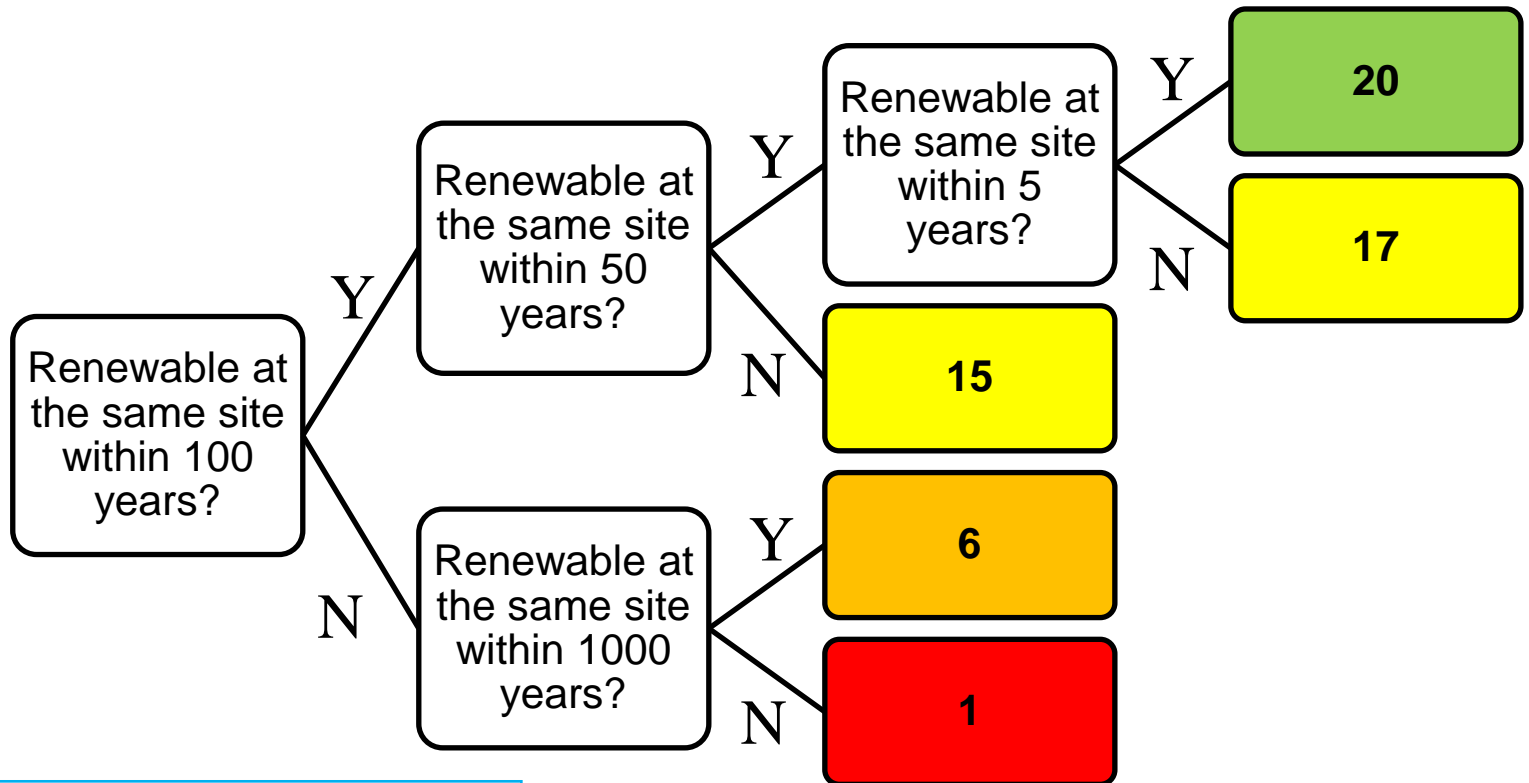 Renewable at
the same site
within 100
years?
Y
N
Renewable at
the same site
within 50
years?
Y
N
Renewable at
the same site
within 1000
years?
Y
N
Renewable at
the same site
within 5
years?
Y
N
20
17
15
6
1